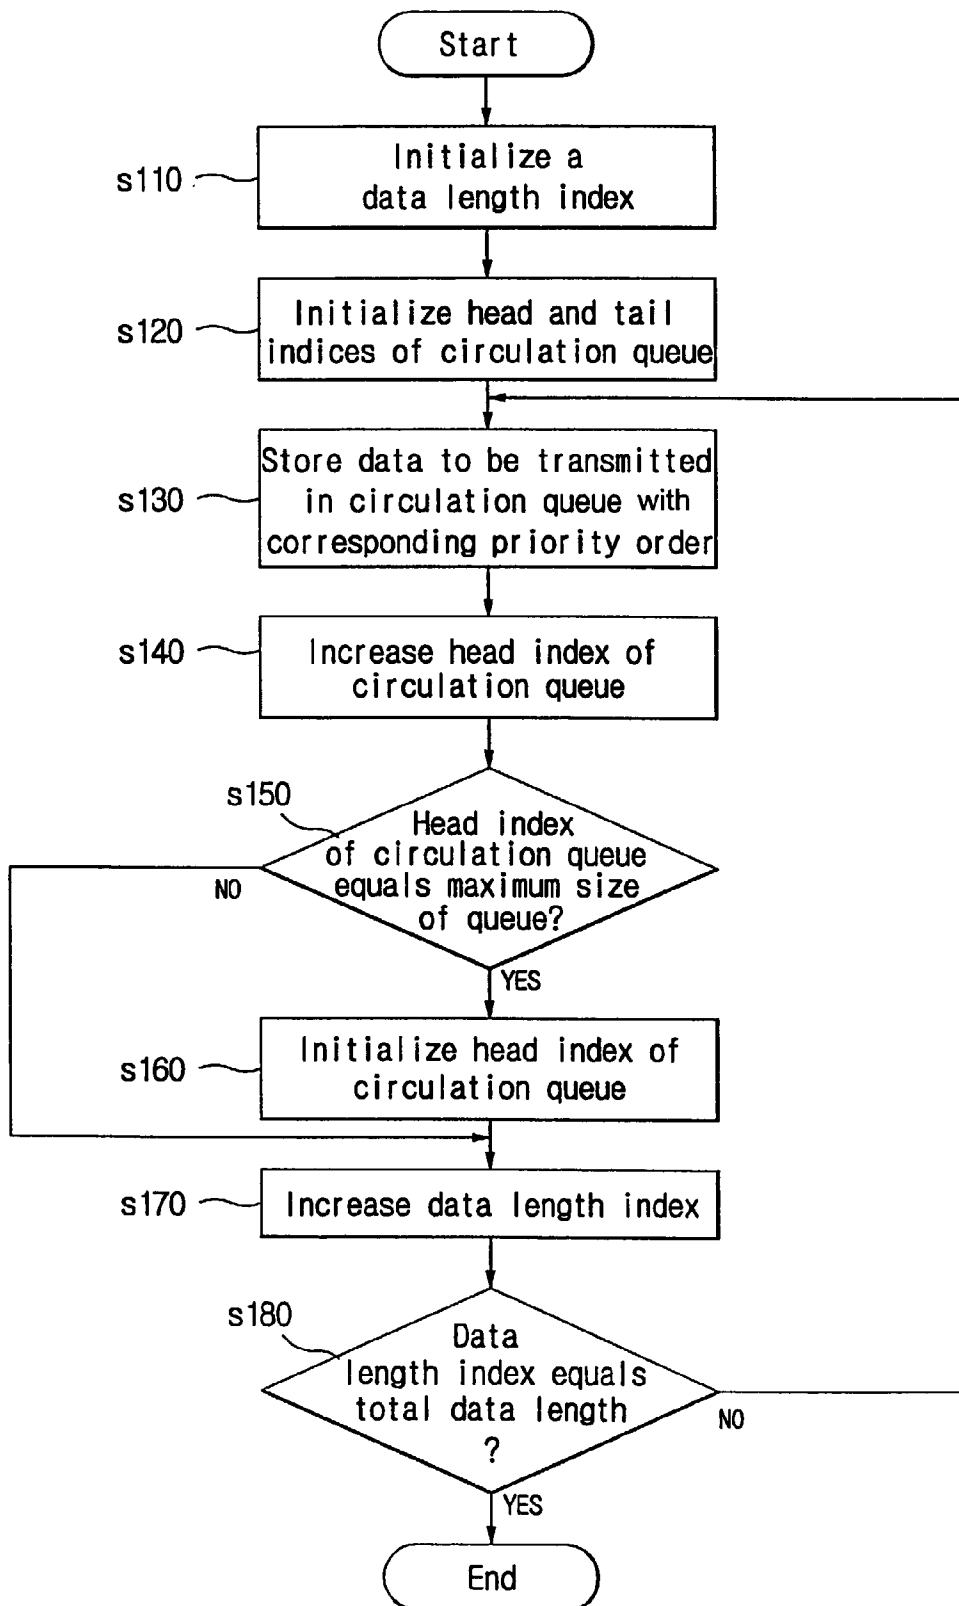 Start
s110
Initialize a
data length index
s120
Initialize head and tail
indices of circulation queue
s130
Store data to be transmitted
in circulation queue with
corresponding priority order
s140
Increase head index of
circulation queue
s150
Head index
of circulation queue
equals maximum size
of queue?
NO
YES
s160
Initialize head index of
circulation queue
s170
Increase data length index
s180
Data
length index equals
total data length
?
NO
YES
End